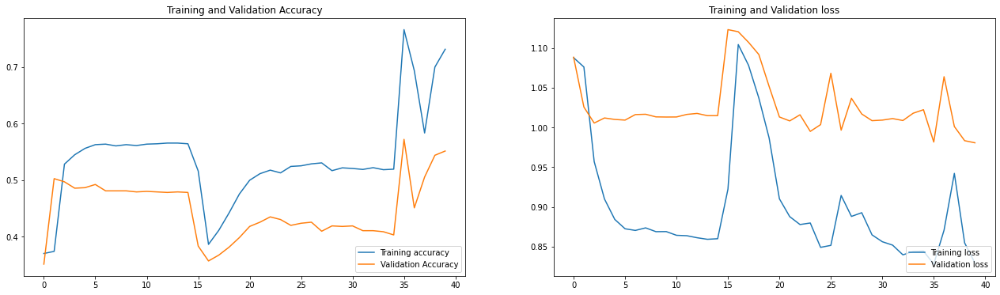 Training and Validation Accuracy
0.7
0.6
0.5
0.4
0 5 10 15 20 25 30 35 40
Training accuracy
Validation Accuracy
Training and Validation loss
1.10
1.05
1.00
0.95
0.90
0.85
0 5 10 15 20 25 30 35 40
Training loss
Validation loss